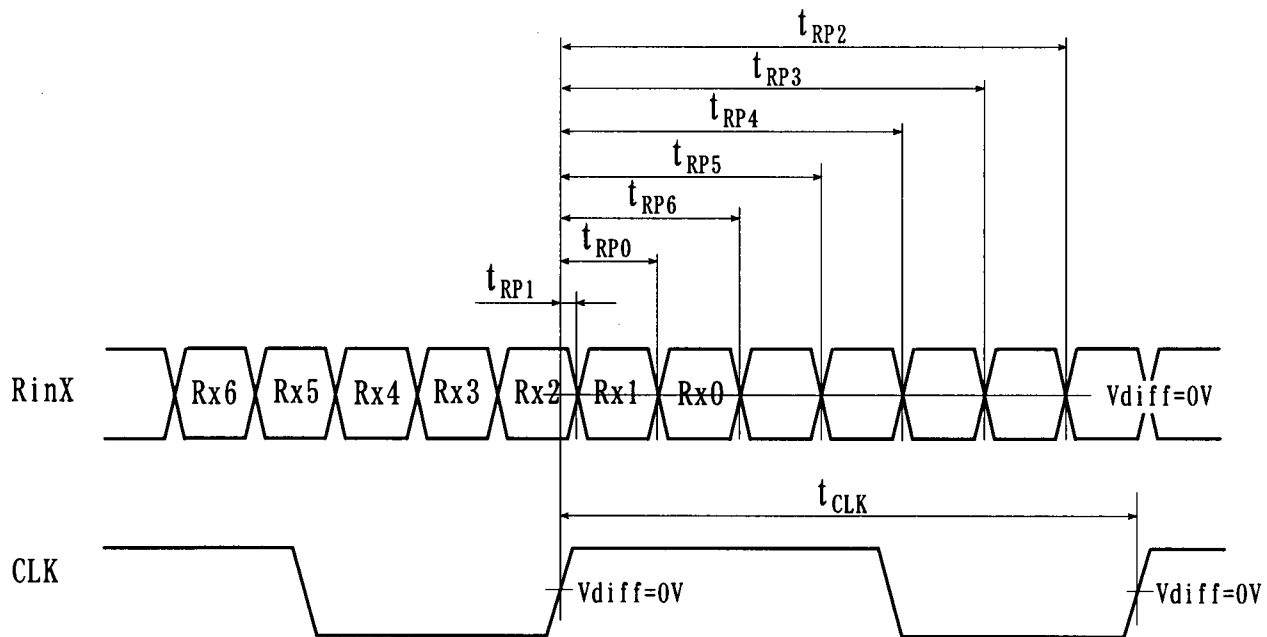 tRP2
tRP3
tRP4
tRP5
tRP6
tRP0
tRP1
RinX Rx6 Rx5 Rx4 Rx3 Rx2 Rx1 Rx0 Vdiff=0V
tCLK
CLK Vdiff=0V Vdiff=0V